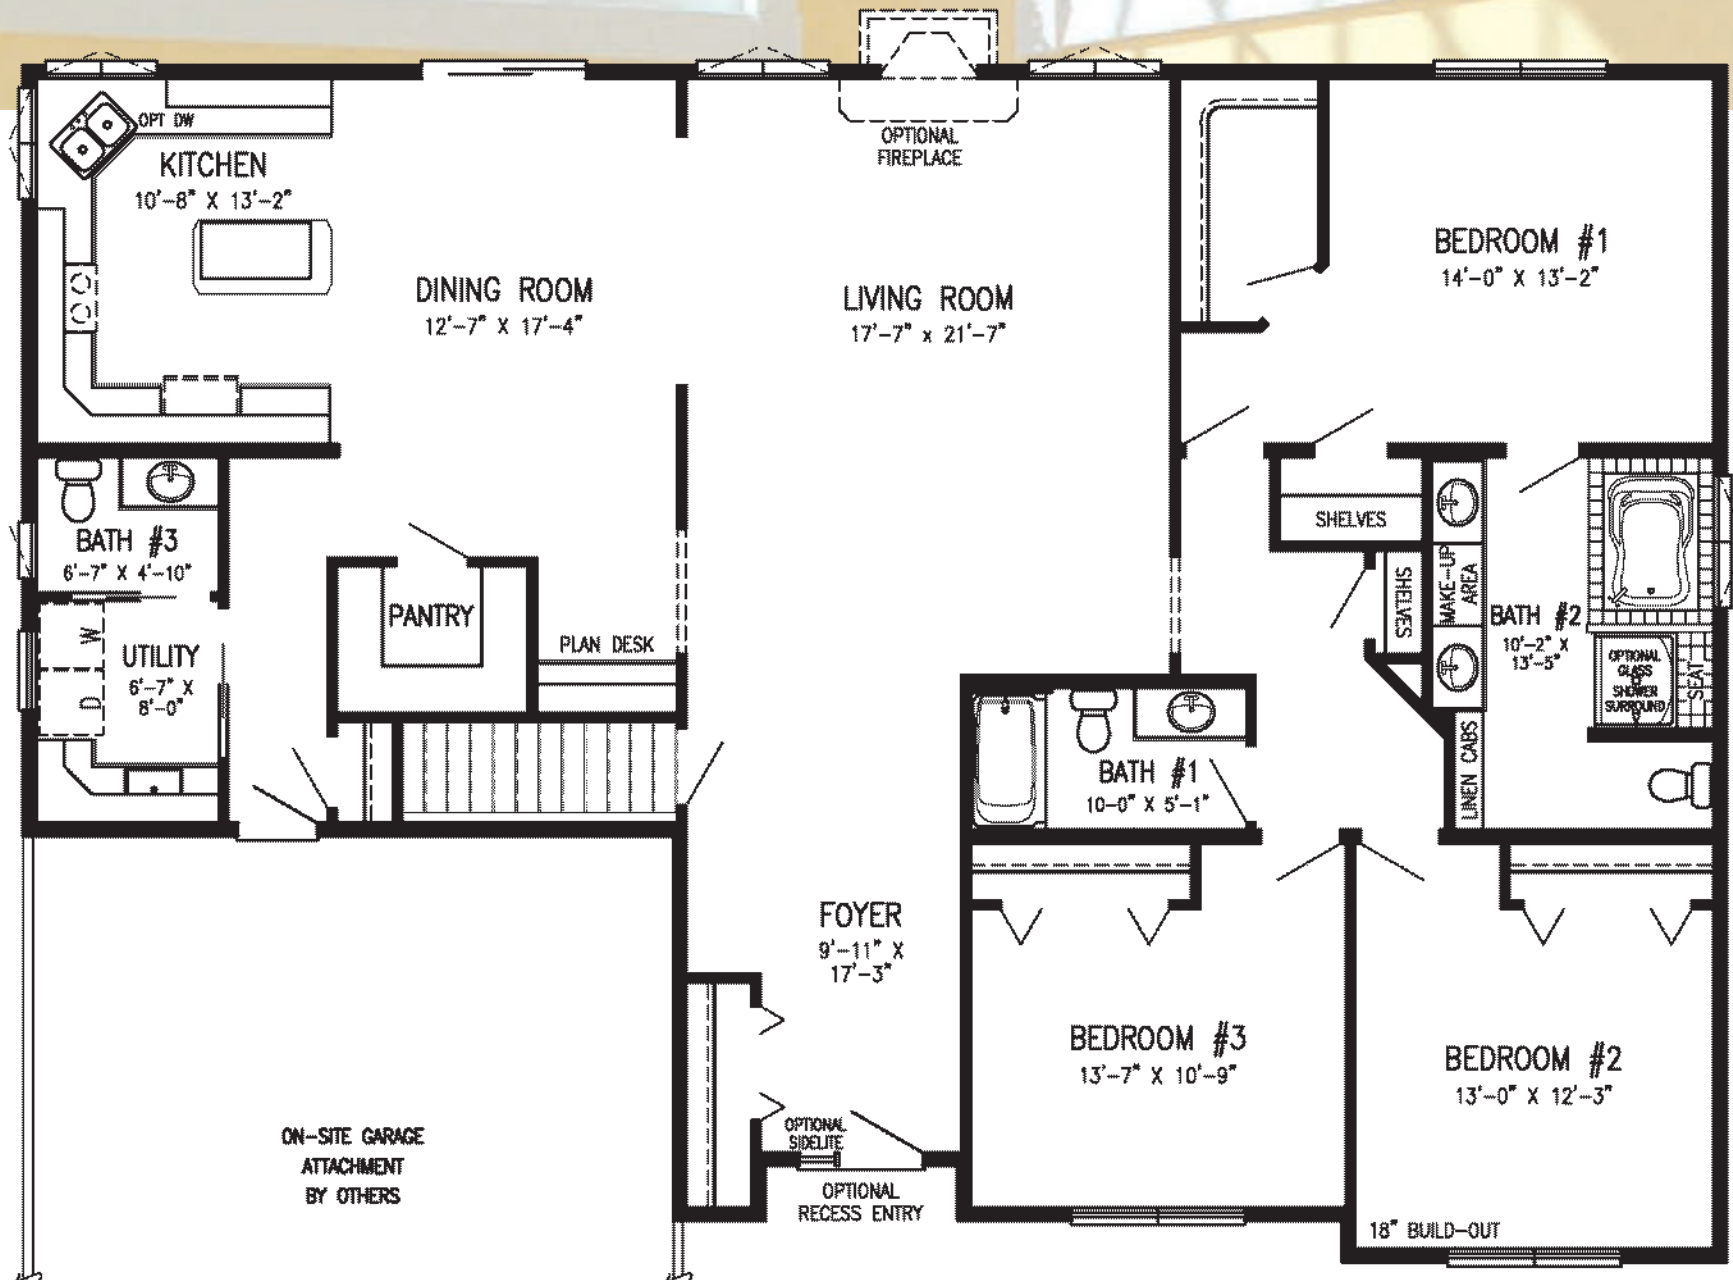 OPT DW
KITCHEN
10'-8" X 13'-2"
DINING ROOM
12'-7" X 17'-4"
OPTIONAL
FIREPLACE
LIVING ROOM
17'-7" x 21'-7"
BEDROOM #1
14'-0" X 13'-2"
BATH #3
6'-7" X 4'-10"
W
D
UTILITY
6'-7" X
8'-0"
PANTRY
PLAN DESK
SHELVES
SHELVES
MAKE-UP
AREA
BATH #2
10'-2" X
13'-5"
OPTIONAL
GLASS
SHOWER
SURROUND
SEAT
LINEN CABS
BATH #1
10-0" X 5'-1"
FOYER
9'-11" X
17'-3"
BEDROOM #3
13'-7" X 10'-9"
BEDROOM #2
13'-0" X 12'-3"
ON-SITE GARAGE
ATTACHMENT
BY OTHERS
OPTIONAL
SIDELITE
OPTIONAL
RECESS ENTRY
18" BUILD-OUT